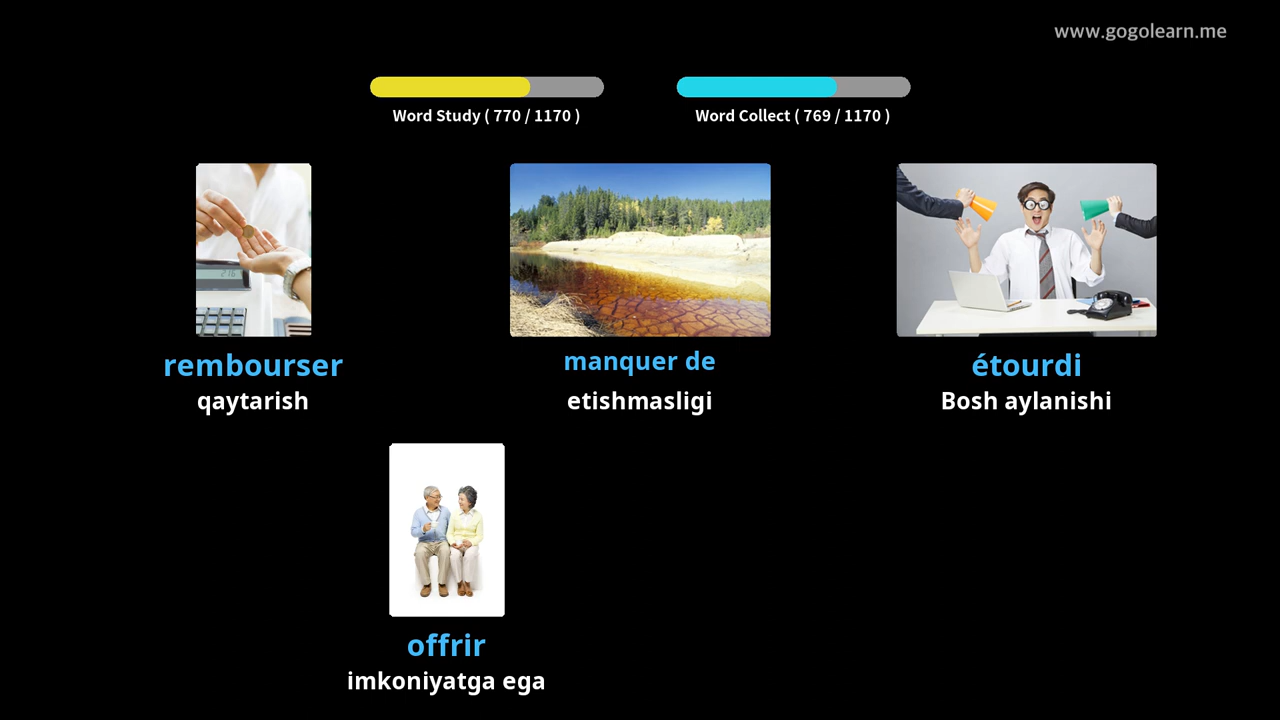 www.gogolearn.me
Word Study ( 770 / 1170 )
Word Collect ( 769 / 1170 )
rembourser
qaytarish
manquer de
etishmasligi
étourdi
Bosh aylanishi
offrir
imkoniyatga ega